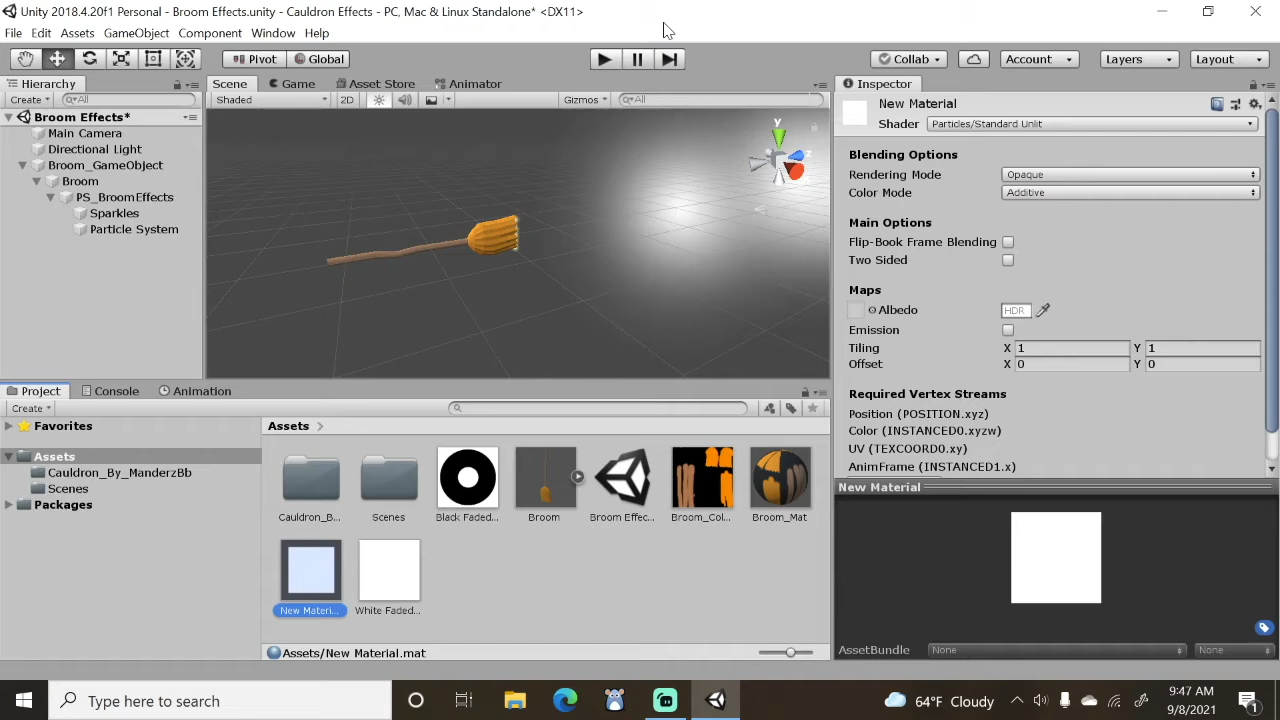 Unity 2018.4.20f1 Personal - Broom Effects.unity - Cauldron Effects - PC, Mac & Linux Standalone* <DX11>
File Edit Assets GameObject Component Window Help
Pivot Global Collab Account Layers Layout
Hierarchy Scene Game Asset Store Animator Inspector
Create All Shaded 2D Gizmos All
New Material
Shader Particles/Standard Unlit
Broom Effects*
Main Camera
Directional Light
Broom_GameObject
Broom
PS_BroomEffects
Sparkles
Particle System
y
z
Blending Options
Rendering Mode Opaque
Color Mode Additive
Main Options
Flip-Book Frame Blending
Two Sided
Maps
Albedo HDR
Emission
Tiling X 1 Y 1
Offset X 0 Y 0
Required Vertex Streams
Position (POSITION.xyz)
Color (INSTANCED0.xyzw)
UV (TEXCOORD0.xy)
AnimFrame (INSTANCED1.x)
Project Console Animation
Create
Favorites
Assets
Cauldron_By_ManderzBb
Scenes
Packages
Assets
Cauldron_B... Scenes Black Faded... Broom Broom Effec... Broom_Col... Broom_Mat
New Materi... White Faded...
Assets/New Material.mat
New Material
AssetBundle None None
Type here to search
64°F Cloudy
9:47 AM
9/8/2021
1